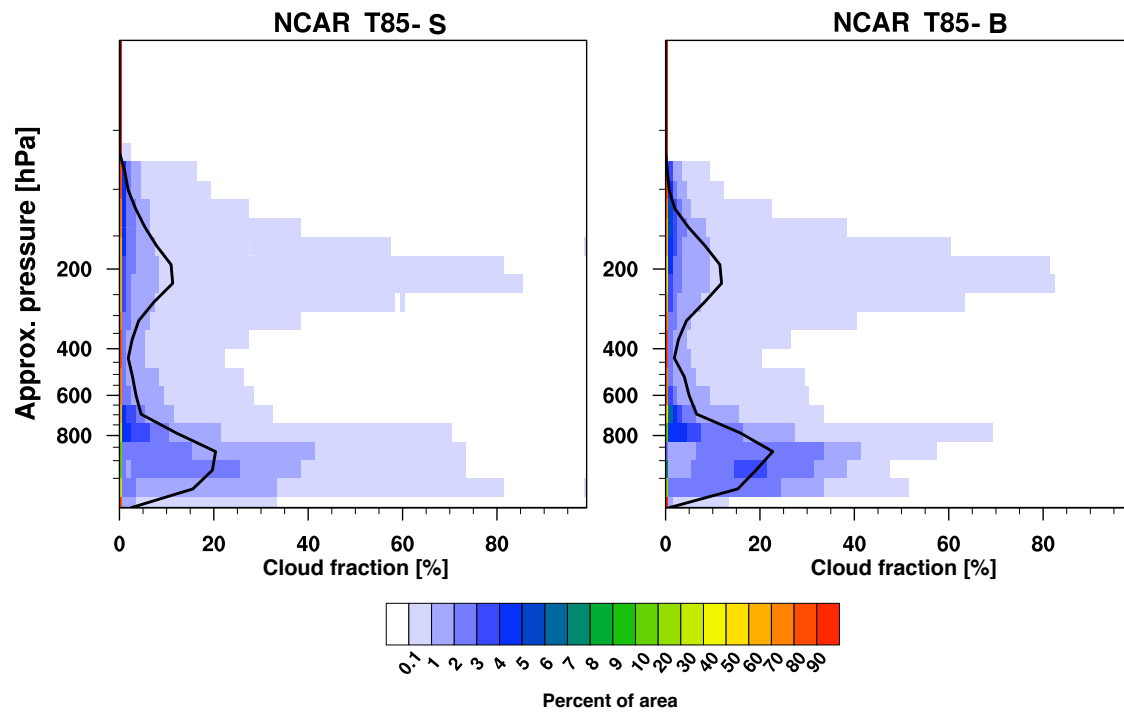 NCAR T85- S
NCAR T85- B
Approx. pressure [hPa]
200
400
600
800
200
400
600
800
0 20 40 60 80
0 20 40 60 80
Cloud fraction [%]
Cloud fraction [%]
0.1 1 2 3 4 5 6 7 8 9 10 20 30 40 50 60 70 80 90
Percent of area